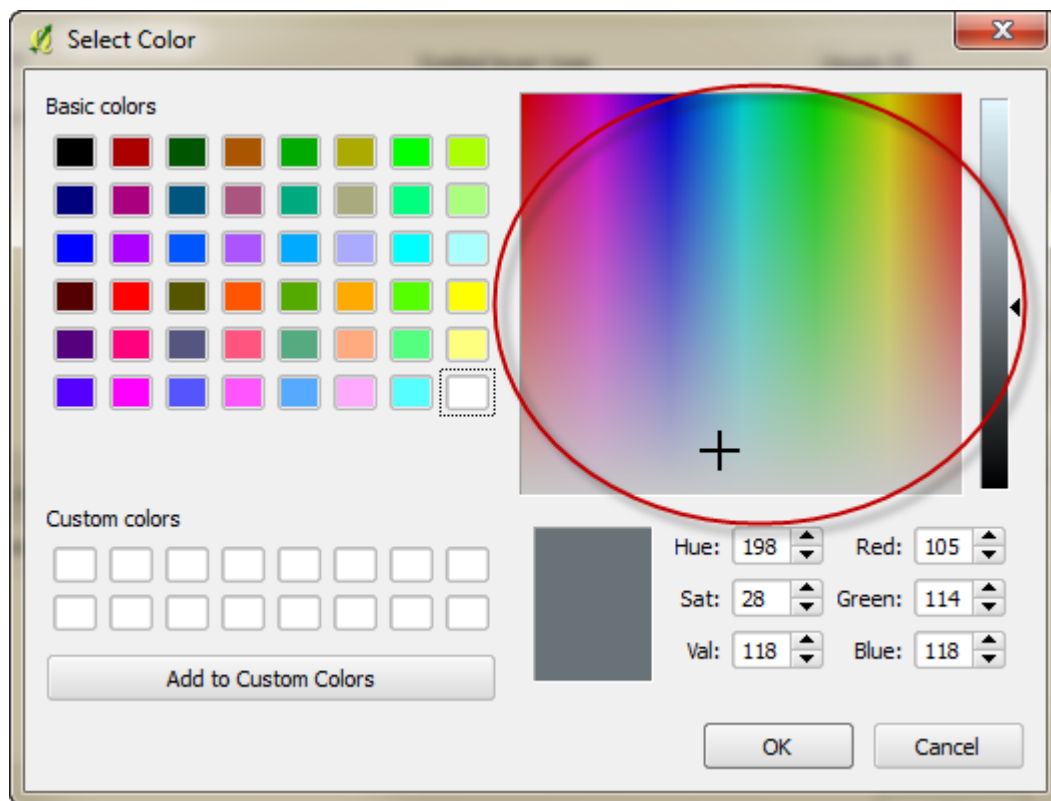 Select Color
Basic colors
Custom colors
Add to Custom Colors
Hue: 198 Red: 105
Sat: 28 Green: 114
Val: 118 Blue: 118
OK Cancel